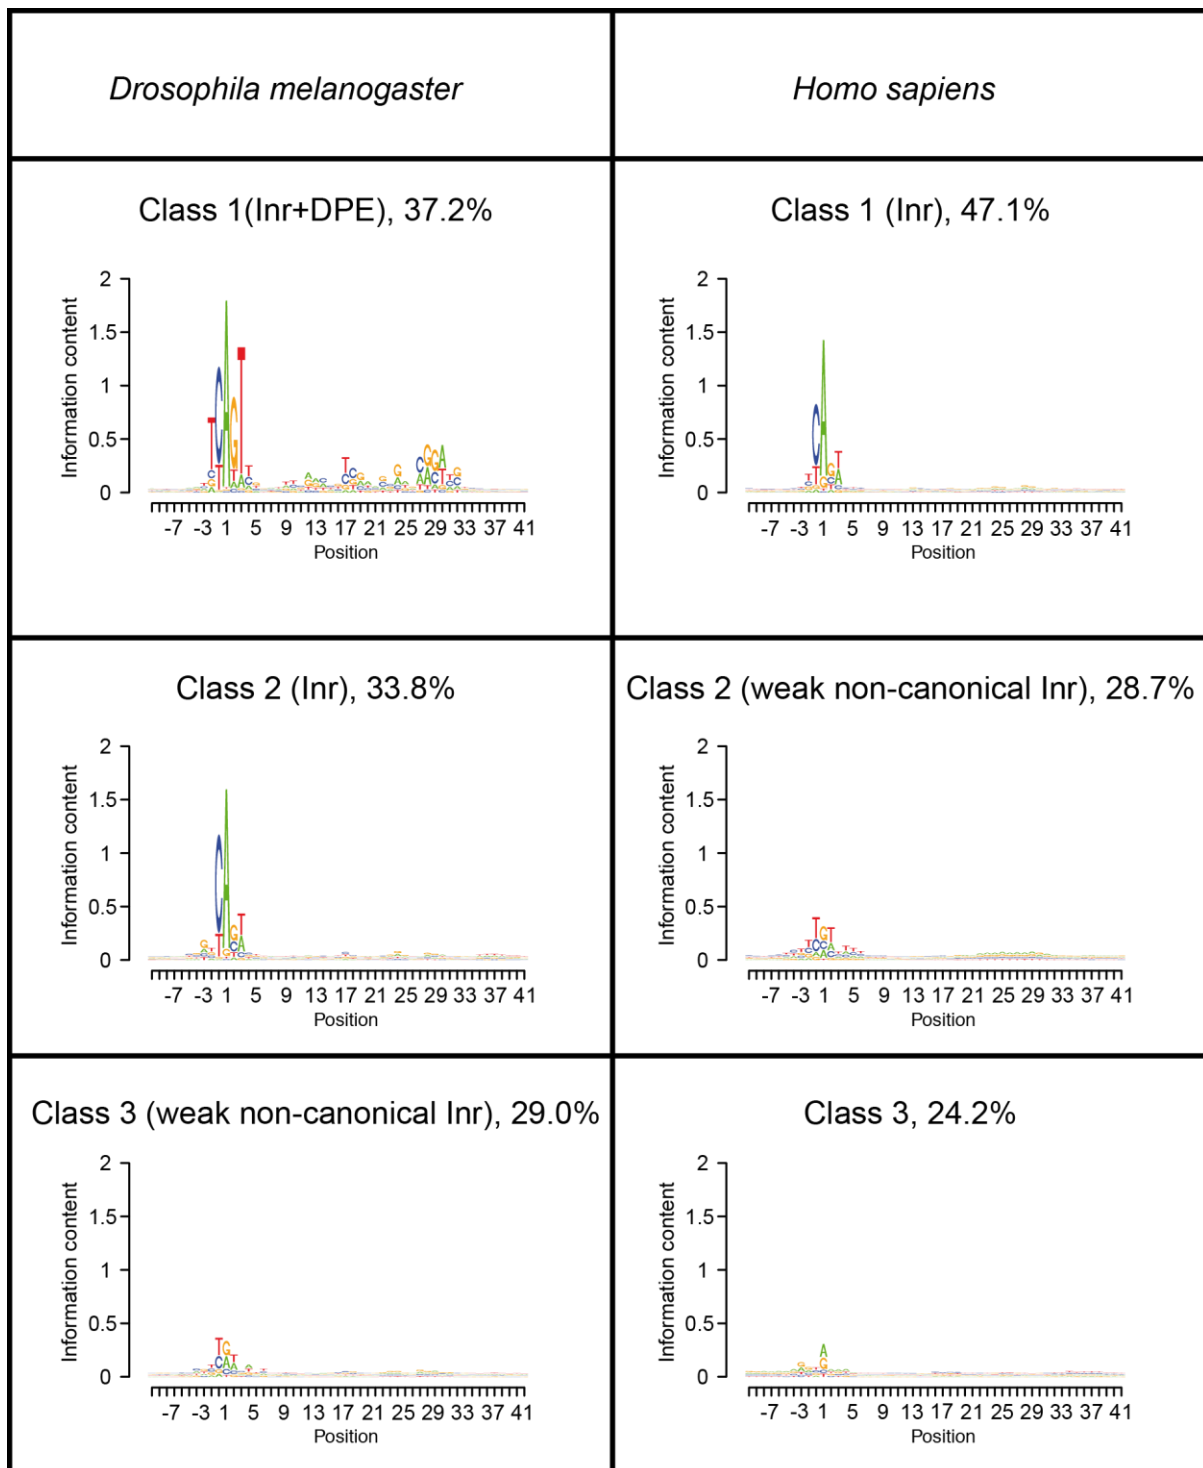 Drosophila melanogaster
Homo sapiens
Class 1(Inr+DPE), 37.2%
Information content
2
1.5
1
0.5
0
-7 -3 1 5 9 13 17 21 25 29 33 37 41
Position
Class 1 (Inr), 47.1%
Information content
2
1.5
1
0.5
0
-7 -3 1 5 9 13 17 21 25 29 33 37 41
Position
Class 2 (Inr), 33.8%
Information content
2
1.5
1
0.5
0
-7 -3 1 5 9 13 17 21 25 29 33 37 41
Position
Class 2 (weak non-canonical Inr), 28.7%
Information content
2
1.5
1
0.5
0
-7 -3 1 5 9 13 17 21 25 29 33 37 41
Position
Class 3 (weak non-canonical Inr), 29.0%
Information content
2
1.5
1
0.5
0
-7 -3 1 5 9 13 17 21 25 29 33 37 41
Position
Class 3, 24.2%
Information content
2
1.5
1
0.5
0
-7 -3 1 5 9 13 17 21 25 29 33 37 41
Position